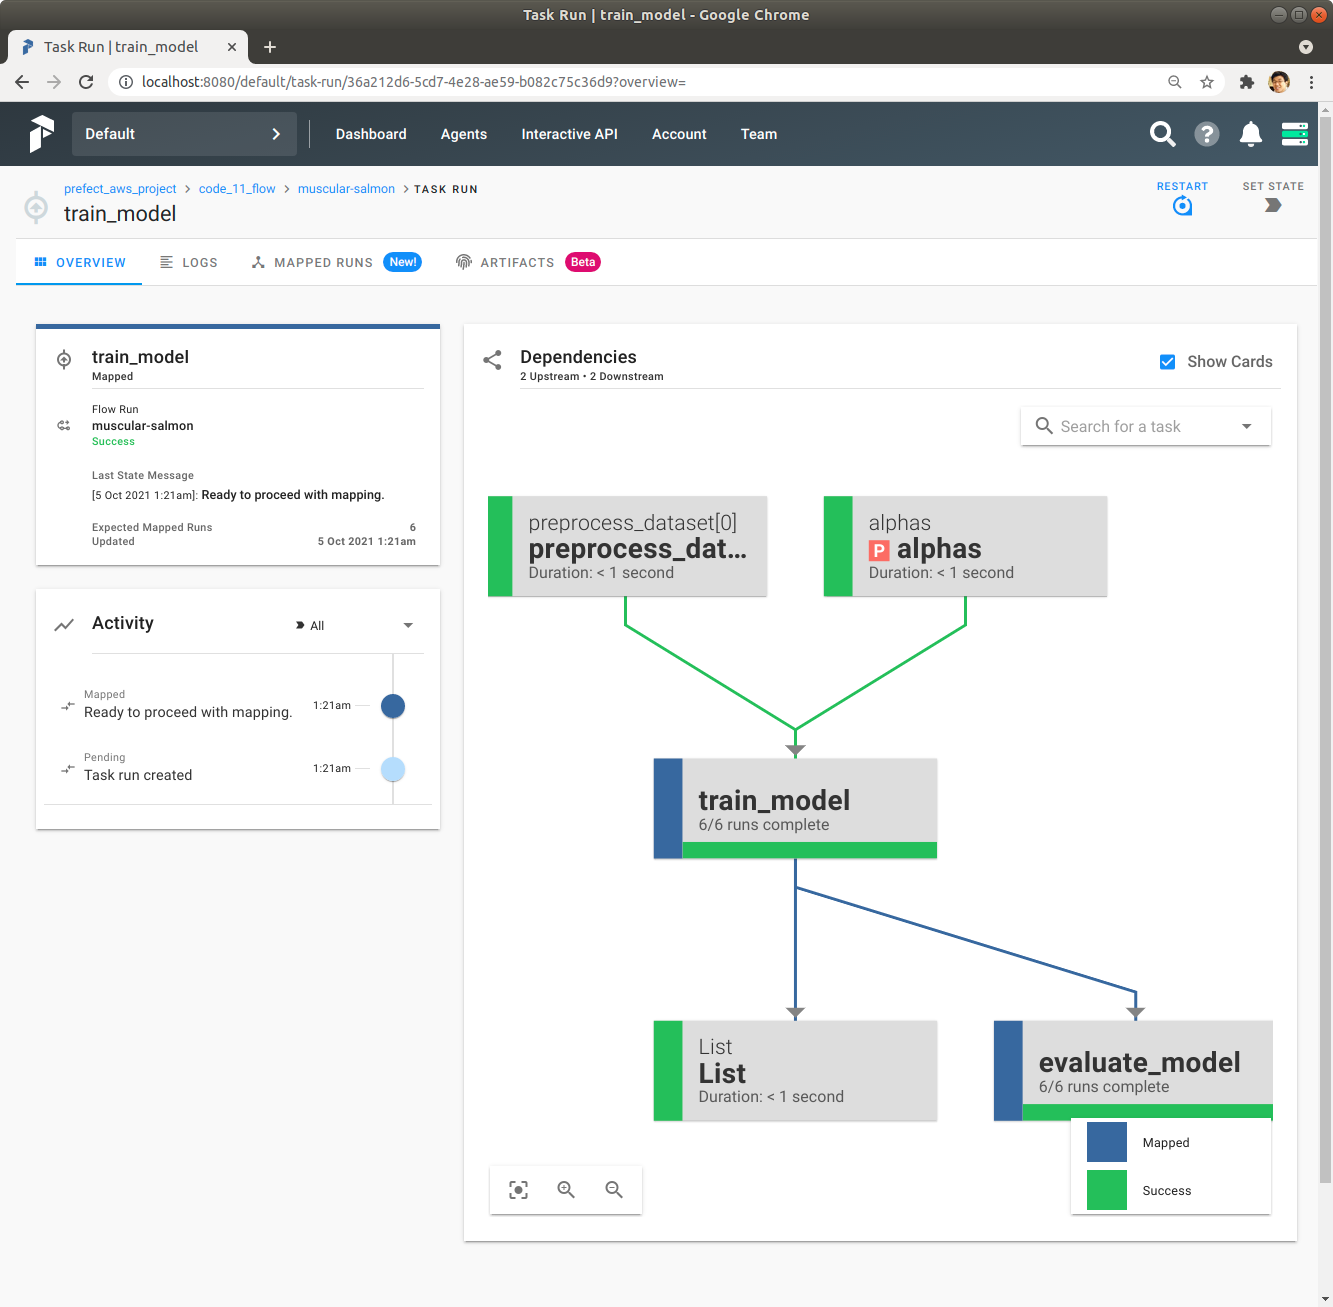 Task Run | train_model - Google Chrome
Task Run | train_model
localhost:8080/default/task-run/36a212d6-5cd7-4e28-ae59-b082c75c36d9?overview=
Default
Dashboard
Agents
Interactive API
Account
Team
prefect_aws_project > code_11_flow > muscular-salmon > TASK RUN
train_model
RESTART
SET STATE
OVERVIEW
LOGS
MAPPED RUNS New!
ARTIFACTS Beta
train_model
Mapped
Flow Run
muscular-salmon
Success
Last State Message
[5 Oct 2021 1:21am]: Ready to proceed with mapping.
Expected Mapped Runs 6
Updated 5 Oct 2021 1:21am
Activity
All
Mapped
Ready to proceed with mapping.
1:21am
Pending
Task run created
1:21am
Dependencies
2 Upstream • 2 Downstream
Show Cards
Search for a task
preprocess_dataset[0]
preprocess_dat...
Duration: < 1 second
alphas
P alphas
Duration: < 1 second
train_model
6/6 runs complete
List
List
Duration: < 1 second
evaluate_model
6/6 runs complete
Mapped
Success